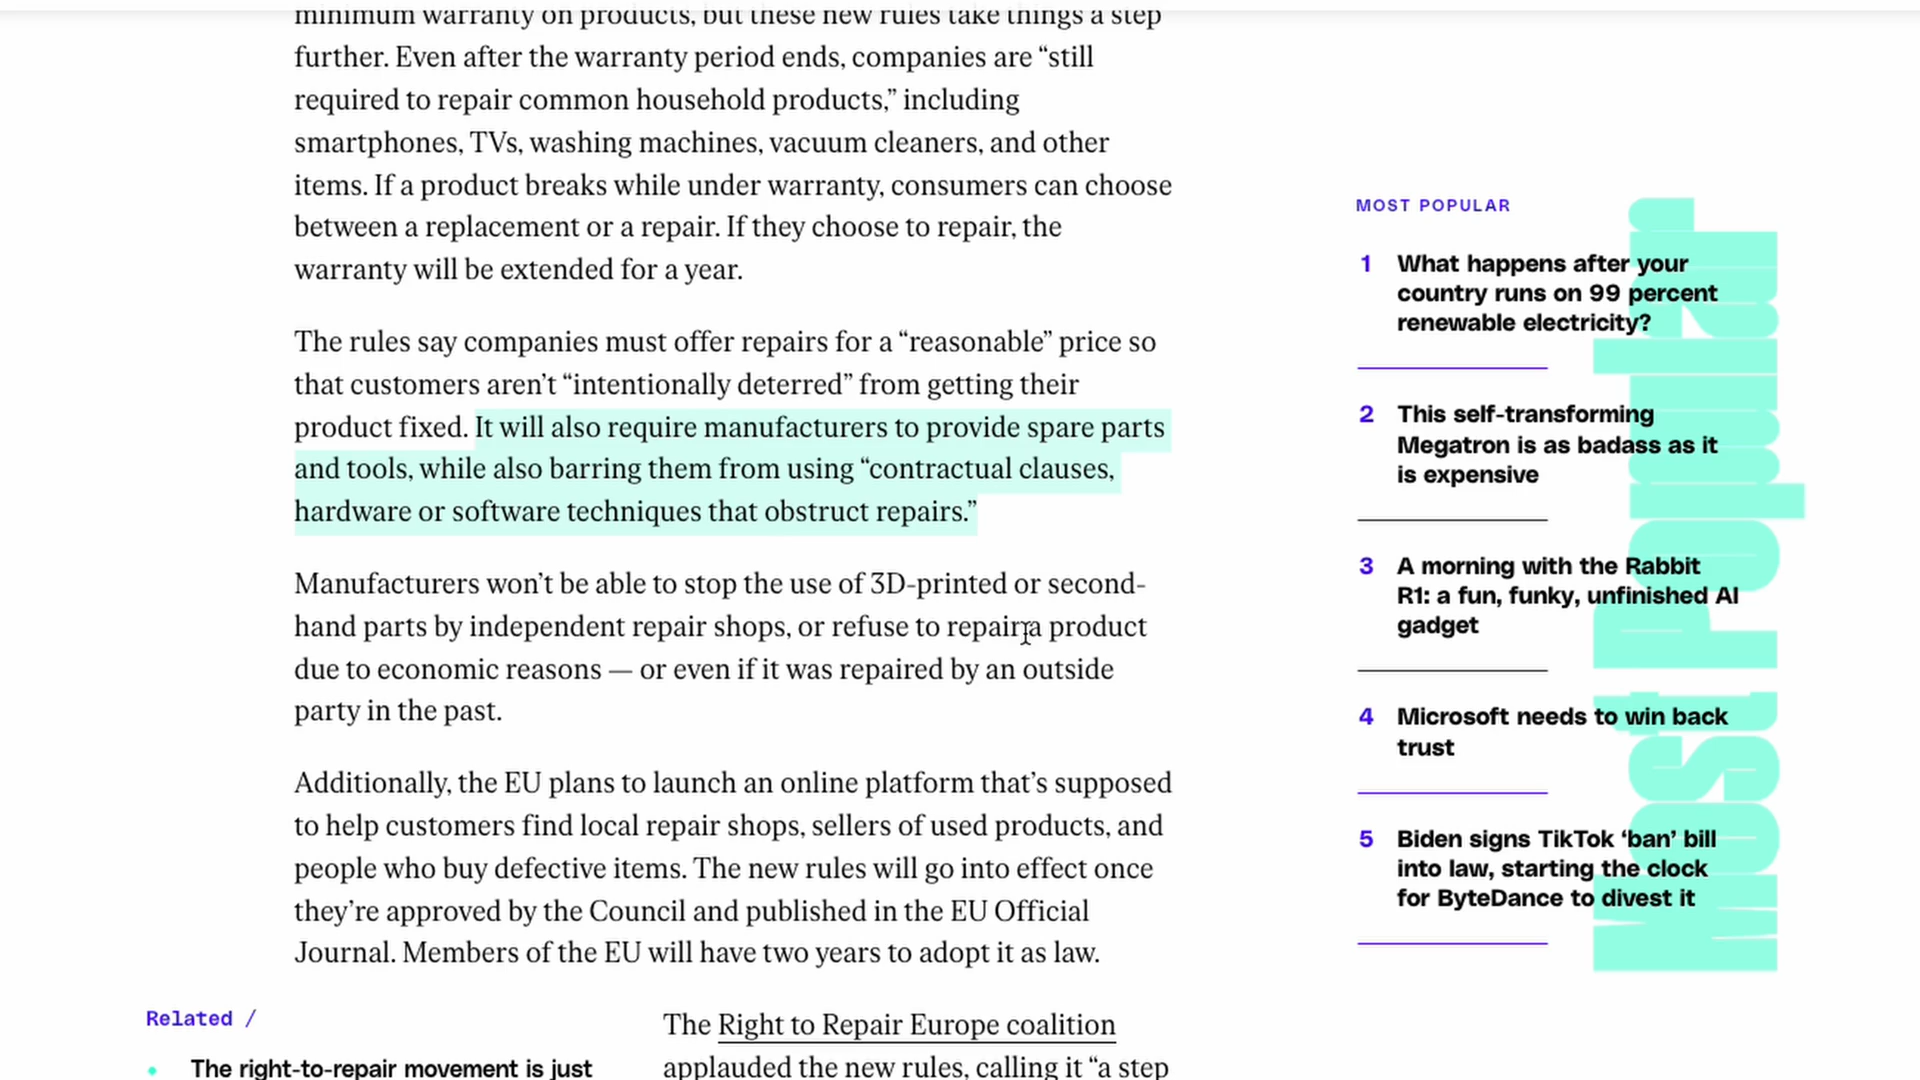 minimum warranty on products, but these new rules take things a step
further. Even after the warranty period ends, companies are “still
required to repair common household products,” including
smartphones, TVs, washing machines, vacuum cleaners, and other
items. If a product breaks while under warranty, consumers can choose
between a replacement or a repair. If they choose to repair, the
warranty will be extended for a year.
The rules say companies must offer repairs for a “reasonable” price so
that customers aren’t “intentionally deterred” from getting their
product fixed. It will also require manufacturers to provide spare parts
and tools, while also barring them from using “contractual clauses,
hardware or software techniques that obstruct repairs.”
Manufacturers won’t be able to stop the use of 3D-printed or second-
hand parts by independent repair shops, or refuse to repair a product
due to economic reasons — or even if it was repaired by an outside
party in the past.
Additionally, the EU plans to launch an online platform that’s supposed
to help customers find local repair shops, sellers of used products, and
people who buy defective items. The new rules will go into effect once
they’re approved by the Council and published in the EU Official
Journal. Members of the EU will have two years to adopt it as law.
Related /
The right-to-repair movement is just
The Right to Repair Europe coalition
applauded the new rules, calling it “a step
MOST POPULAR
1 What happens after your
country runs on 99 percent
renewable electricity?
2 This self-transforming
Megatron is as badass as it
is expensive
3 A morning with the Rabbit
R1: a fun, funky, unfinished AI
gadget
4 Microsoft needs to win back
trust
5 Biden signs TikTok ‘ban’ bill
into law, starting the clock
for ByteDance to divest it
Most Popular